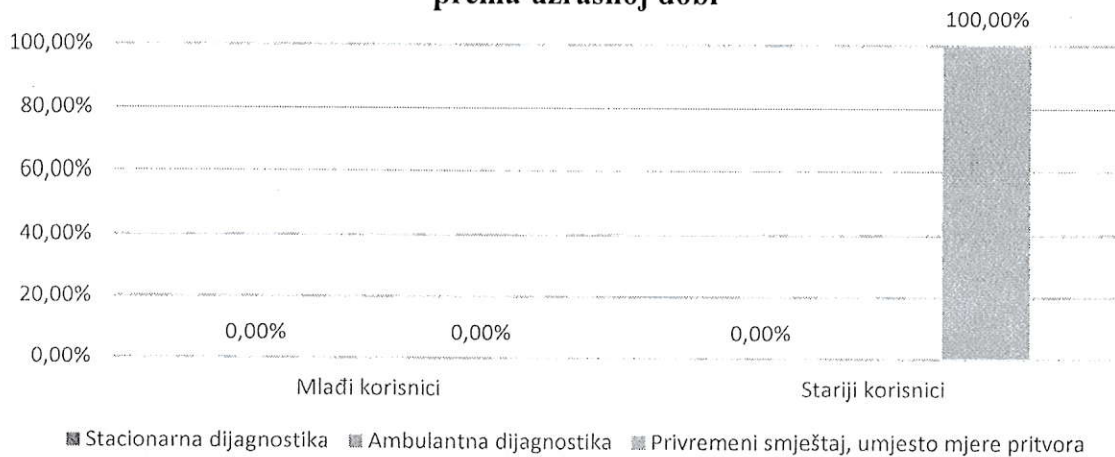 prema uzrasnoj dobi
100,00%
100,00%
80,00%
60,00%
40,00%
20,00%
0,00% 0,00% 0,00%
0,00%
Mlađi korisnici Stariji korisnici
Stacionarna dijagnostika Ambulantna dijagnostika Privremeni smještaj, umjesto mjere pritvora